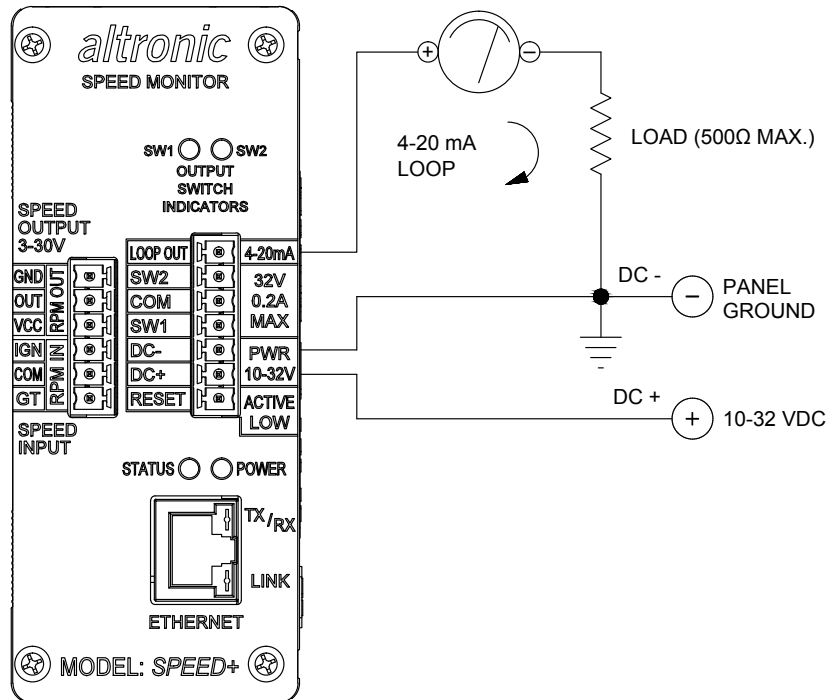 altronic
SPEED MONITOR
SW1 SW2
OUTPUT
SWITCH
INDICATORS
SPEED
OUTPUT
3-30V
GND
OUT
VCC
RPM OUT
IGN
COM
GT
RPM IN
SPEED
INPUT
LOOP OUT
SW2
COM
SW1
DC-
DC+
RESET
4-20mA
32V
0.2A
MAX
PWR
10-32V
ACTIVE
LOW
STATUS POWER
TX/RX
LINK
ETHERNET
MODEL: SPEED+
+
−
4-20 mA
LOOP
LOAD (500Ω MAX.)
DC -
−
PANEL
GROUND
DC +
+
10-32 VDC